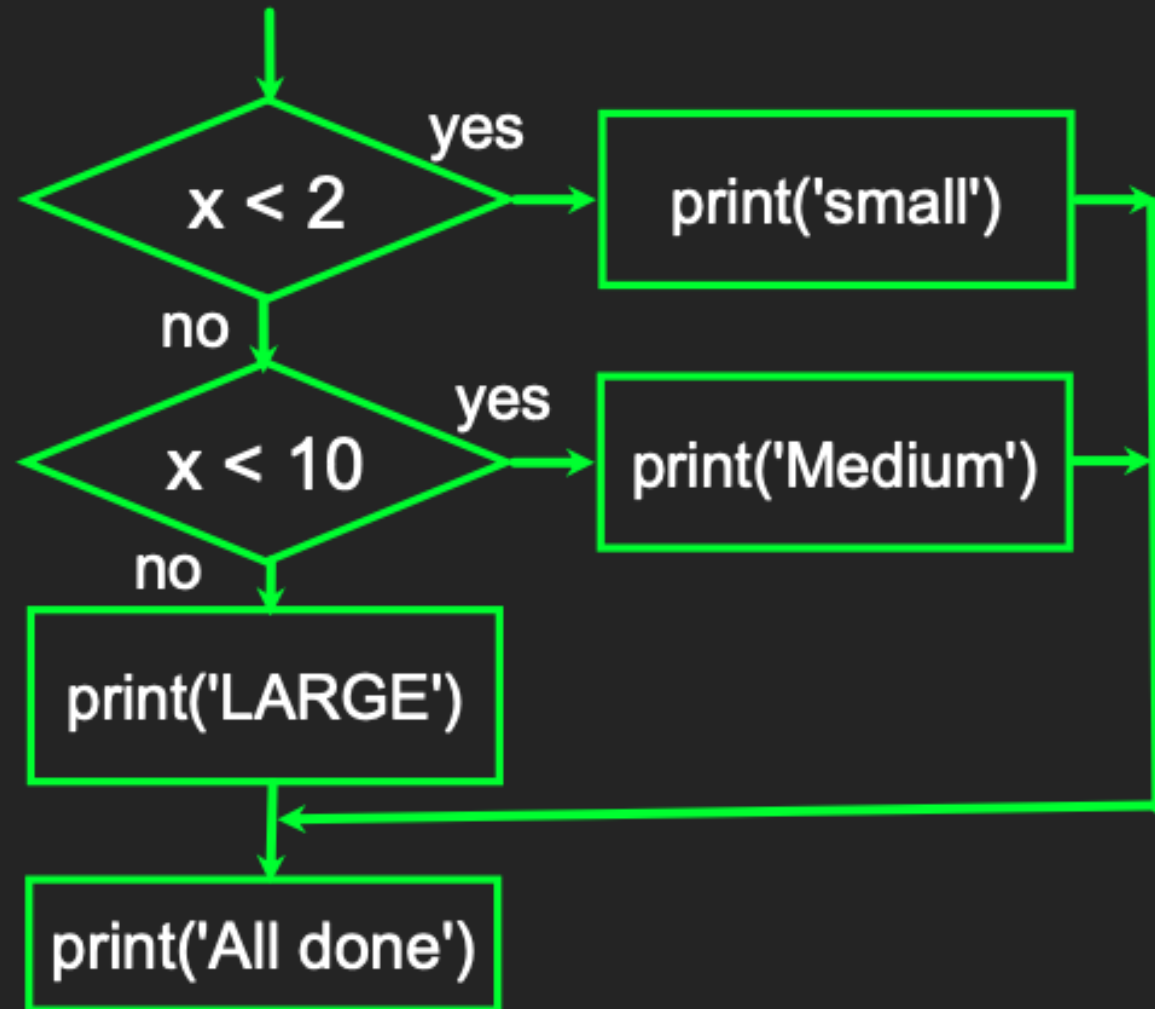 yes
x < 2
print('small')
no
yes
x < 10
print('Medium')
no
print('LARGE')
print('All done')